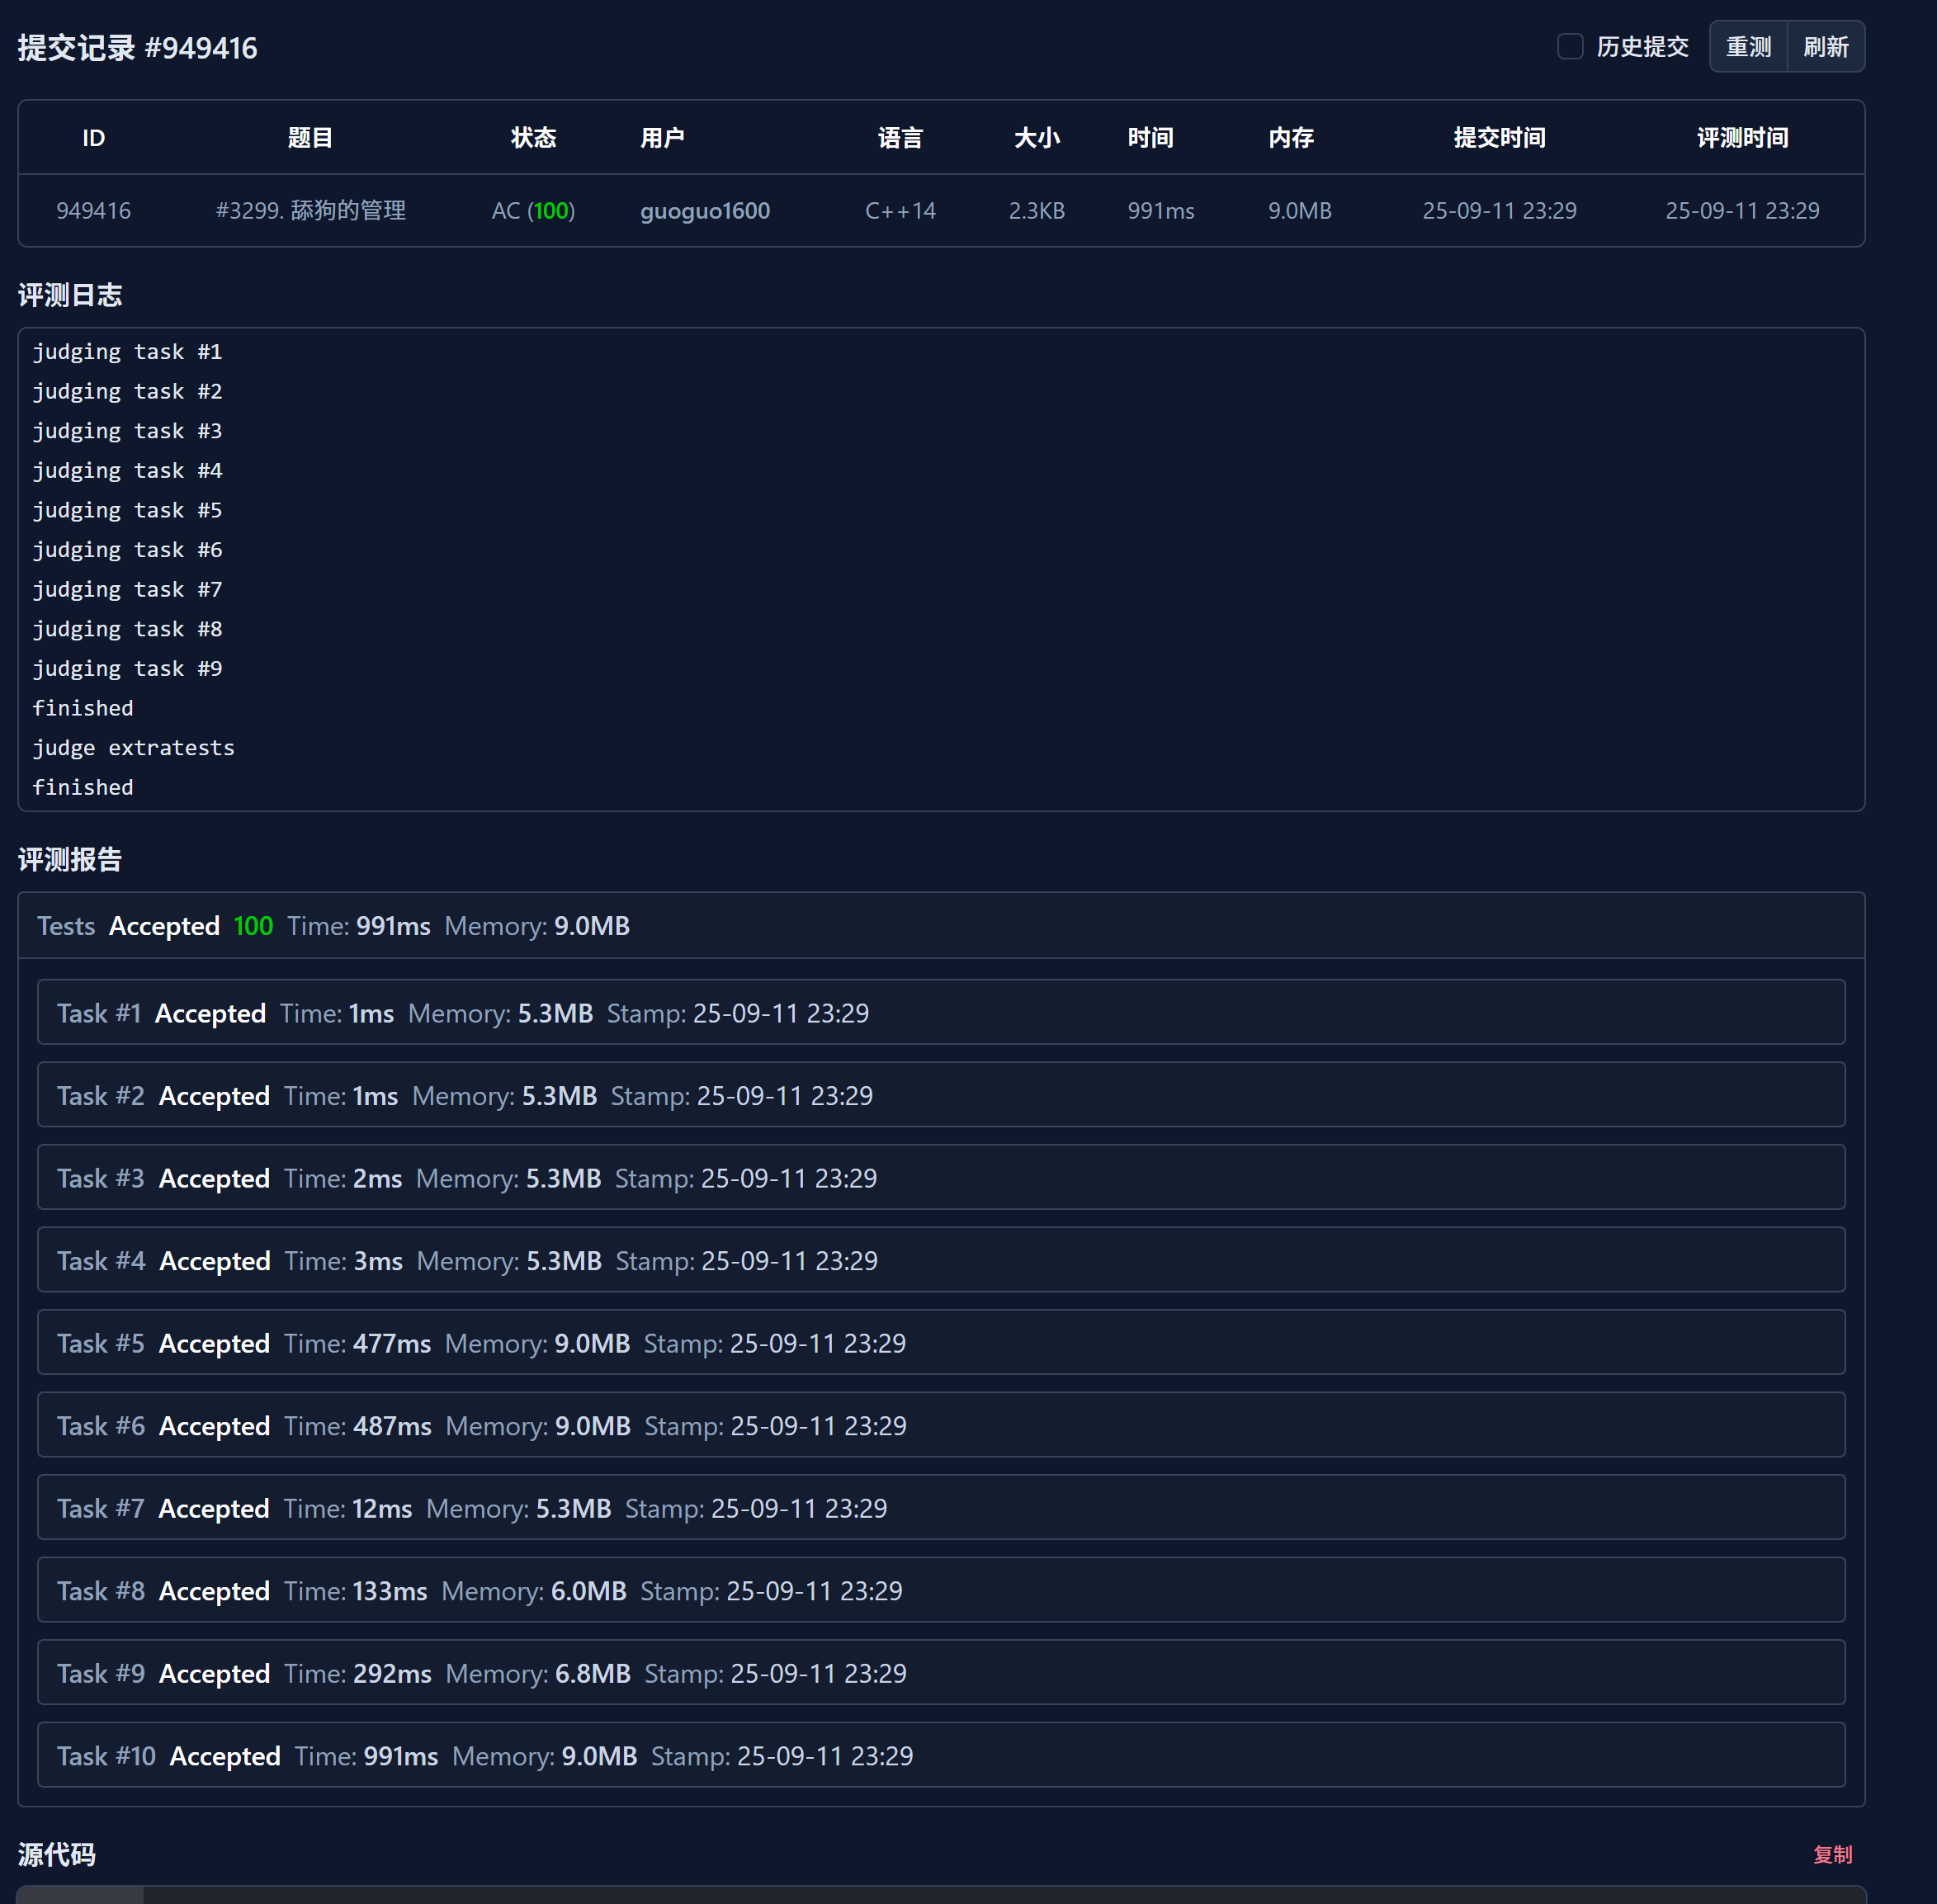 提交记录 #949416
历史提交 重测 刷新
ID 题目 状态 用户 语言 大小 时间 内存 提交时间 评测时间
949416 #3299. 舔狗的管理 AC (100) guoguo1600 C++14 2.3KB 991ms 9.0MB 25-09-11 23:29 25-09-11 23:29
评测日志
judging task #1
judging task #2
judging task #3
judging task #4
judging task #5
judging task #6
judging task #7
judging task #8
judging task #9
finished
judge extratests
finished
评测报告
Tests Accepted 100 Time: 991ms Memory: 9.0MB
Task #1 Accepted Time: 1ms Memory: 5.3MB Stamp: 25-09-11 23:29
Task #2 Accepted Time: 1ms Memory: 5.3MB Stamp: 25-09-11 23:29
Task #3 Accepted Time: 2ms Memory: 5.3MB Stamp: 25-09-11 23:29
Task #4 Accepted Time: 3ms Memory: 5.3MB Stamp: 25-09-11 23:29
Task #5 Accepted Time: 477ms Memory: 9.0MB Stamp: 25-09-11 23:29
Task #6 Accepted Time: 487ms Memory: 9.0MB Stamp: 25-09-11 23:29
Task #7 Accepted Time: 12ms Memory: 5.3MB Stamp: 25-09-11 23:29
Task #8 Accepted Time: 133ms Memory: 6.0MB Stamp: 25-09-11 23:29
Task #9 Accepted Time: 292ms Memory: 6.8MB Stamp: 25-09-11 23:29
Task #10 Accepted Time: 991ms Memory: 9.0MB Stamp: 25-09-11 23:29
源代码
复制